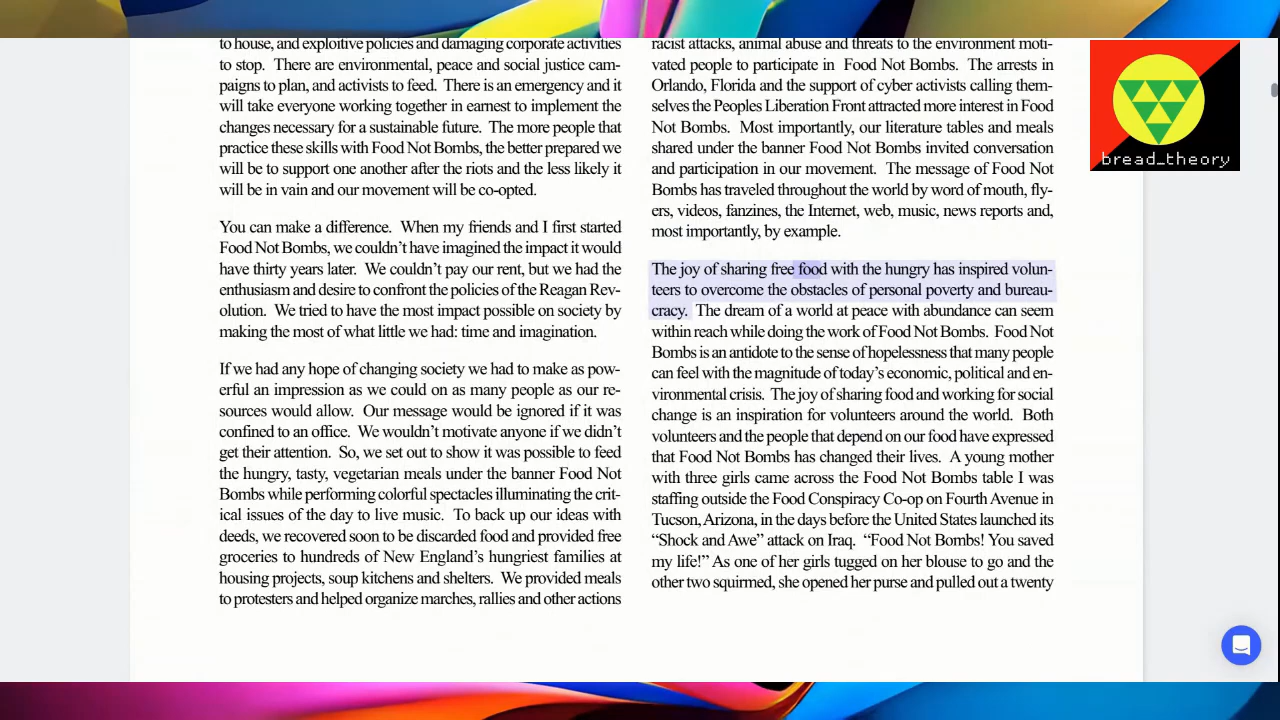 to house, and exploitive policies and damaging corporate activities
to stop. There are environmental, peace and social justice cam-
paigns to plan, and activists to feed. There is an emergency and it
will take everyone working together in earnest to implement the
changes necessary for a sustainable future. The more people that
practice these skills with Food Not Bombs, the better prepared we
will be to support one another after the riots and the less likely it
will be in vain and our movement will be co-opted.
You can make a difference. When my friends and I first started
Food Not Bombs, we couldn't have imagined the impact it would
have thirty years later. We couldn't pay our rent, but we had the
enthusiasm and desire to confront the policies of the Reagan Rev-
olution. We tried to have the most impact possible on society by
making the most of what little we had: time and imagination.
If we had any hope of changing society we had to make as pow-
erful an impression as we could on as many people as our re-
sources would allow. Our message would be ignored if it was
confined to an office. We wouldn't motivate anyone if we didn't
get their attention. So, we set out to show it was possible to feed
the hungry, tasty, vegetarian meals under the banner Food Not
Bombs while performing colorful spectacles illuminating the crit-
ical issues of the day to live music. To back up our ideas with
deeds, we recovered soon to be discarded food and provided free
groceries to hundreds of New England's hungriest families at
housing projects, soup kitchens and shelters. We provided meals
to protesters and helped organize marches, rallies and other actions
racist attacks, animal abuse and threats to the environment moti-
vated people to participate in Food Not Bombs. The arrests in
Orlando, Florida and the support of cyber activists calling them-
selves the Peoples Liberation Front attracted more interest in Food
Not Bombs. Most importantly, our literature tables and meals
shared under the banner Food Not Bombs invited conversation
and participation in our movement. The message of Food Not
Bombs has traveled throughout the world by word of mouth, fly-
ers, videos, fanzines, the Internet, web, music, news reports and,
most importantly, by example.
The joy of sharing free food with the hungry has inspired volun-
teers to overcome the obstacles of personal poverty and bureau-
cracy. The dream of a world at peace with abundance can seem
within reach while doing the work of Food Not Bombs. Food Not
Bombs is an antidote to the sense of hopelessness that many people
can feel with the magnitude of today's economic, political and en-
vironmental crisis. The joy of sharing food and working for social
change is an inspiration for volunteers around the world. Both
volunteers and the people that depend on our food have expressed
that Food Not Bombs has changed their lives. A young mother
with three girls came across the Food Not Bombs table I was
staffing outside the Food Conspiracy Co-op on Fourth Avenue in
Tucson, Arizona, in the days before the United States launched its
“Shock and Awe” attack on Iraq. “Food Not Bombs! You saved
my life!” As one of her girls tugged on her blouse to go and the
other two squirmed, she opened her purse and pulled out a twenty
bread_theory